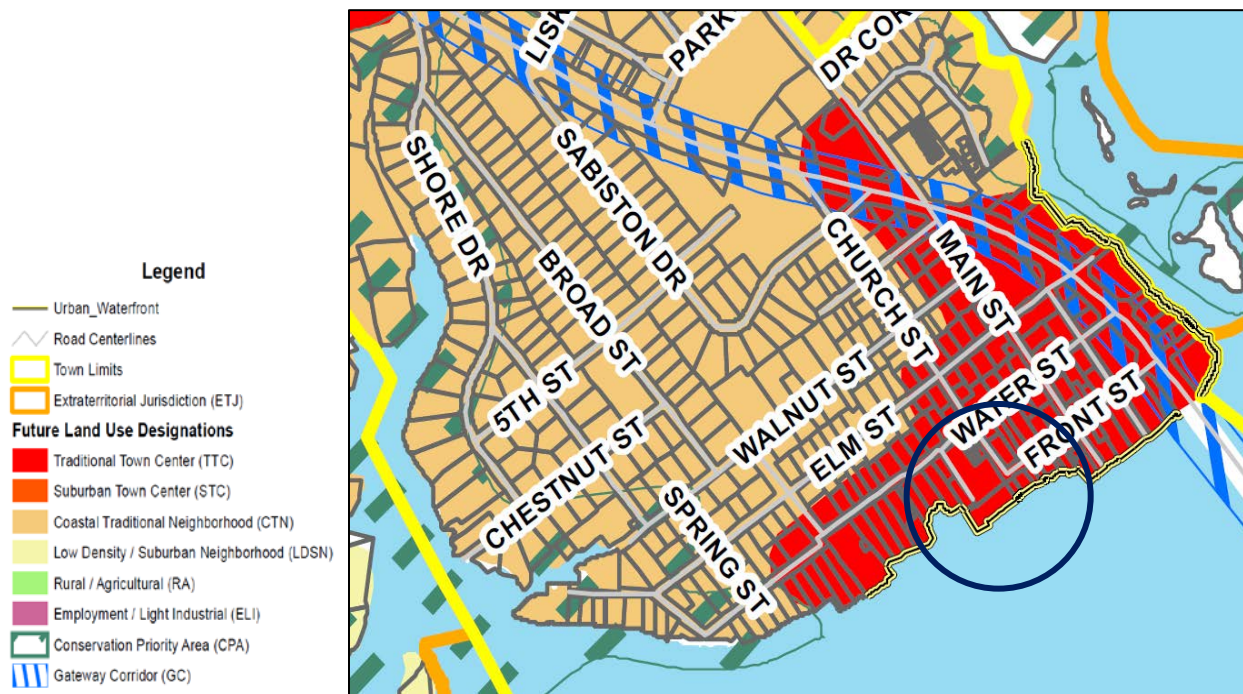 Legend
Urban_Waterfront
Road Centerlines
Town Limits
Extraterritorial Jurisdiction (ETJ)
Future Land Use Designations
Traditional Town Center (TTC)
Suburban Town Center (STC)
Coastal Traditional Neighborhood (CTN)
Low Density / Suburban Neighborhood (LDSN)
Rural / Agricultural (RA)
Employment / Light Industrial (ELI)
Conservation Priority Area (CPA)
Gateway Corridor (GC)
LISK
PARK
DR COR
SHORE DR
SABISTON DR
BROAD ST
CHURCH ST
MAIN ST
5TH ST
CHESTNUT ST
WALNUT ST
ELM ST
WATER ST
FRONT ST
SPRING ST